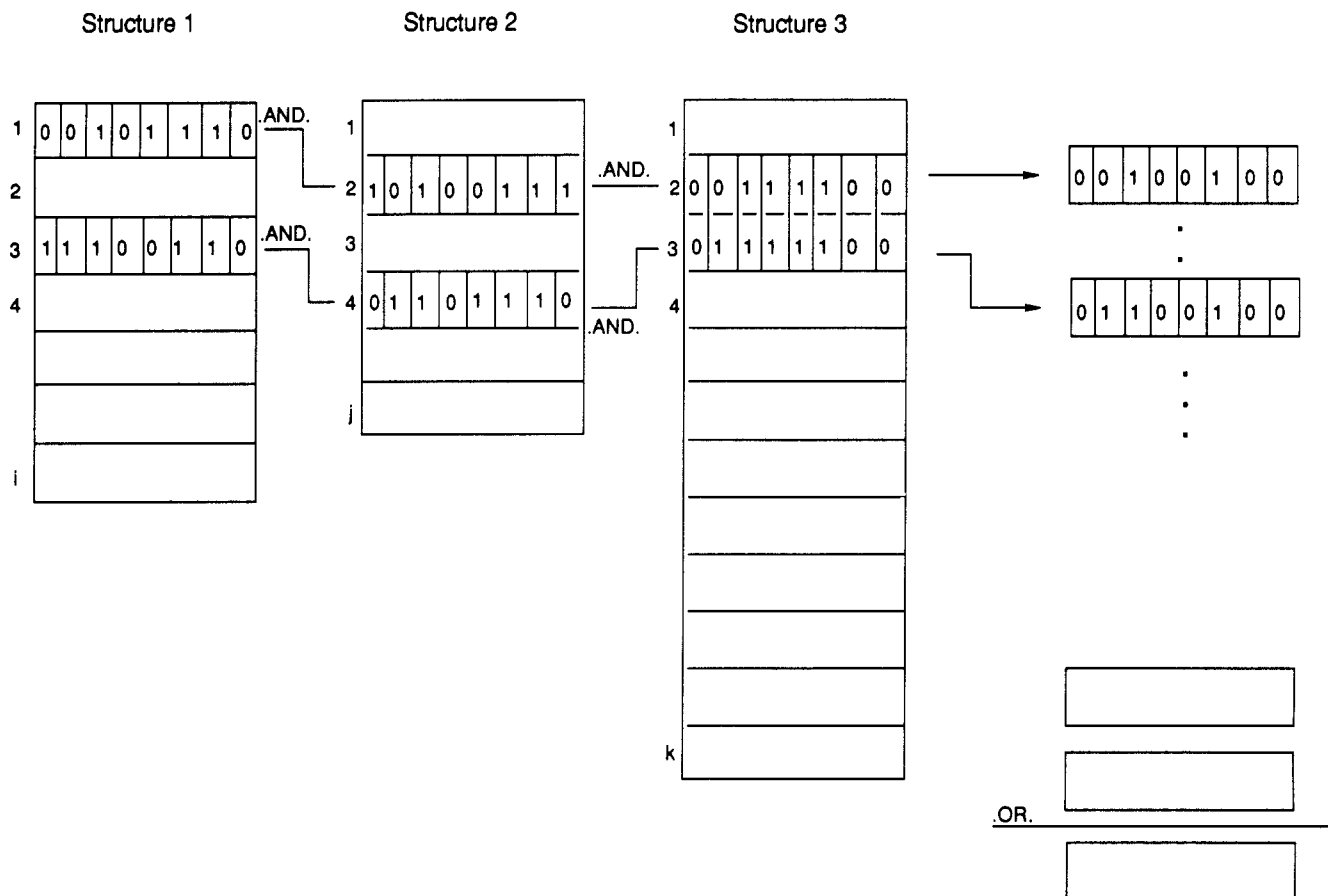 Structure 1 Structure 2 Structure 3
1 0 0 1 0 1 1 1 0 .AND. 1 1
2 2 1 0 1 0 0 1 1 1 .AND. 2 0 0 1 1 1 1 0 0 0 0 1 0 0 1 0 0
3 1 1 1 0 0 1 1 0 .AND. 3 3 0 1 1 1 1 1 0 0
4 4 0 1 1 0 1 1 1 0 .AND. 4 0 1 1 0 0 1 0 0
j
i
k
.OR.